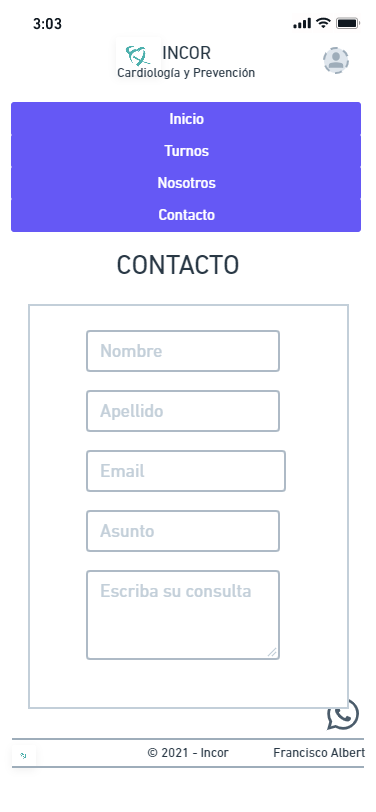 3:03
INCOR
Cardiología y Prevención
Inicio
Turnos
Nosotros
Contacto
CONTACTO
Nombre
Apellido
Email
Asunto
Escriba su consulta
© 2021 - Incor Francisco Albert